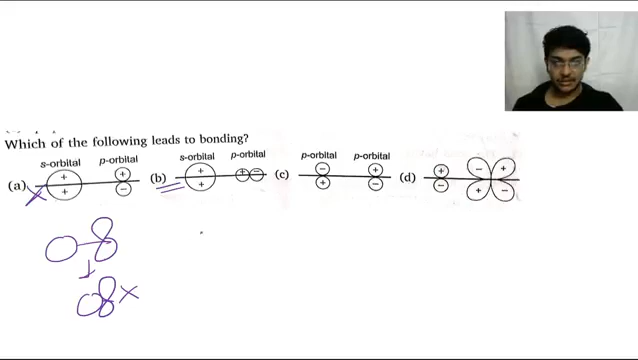 Which of the following leads to bonding?
s-orbital p-orbital s-orbital p-orbital p-orbital p-orbital
(a) + + + − (b) + + + − (c) − + + − (d) + − − + + −